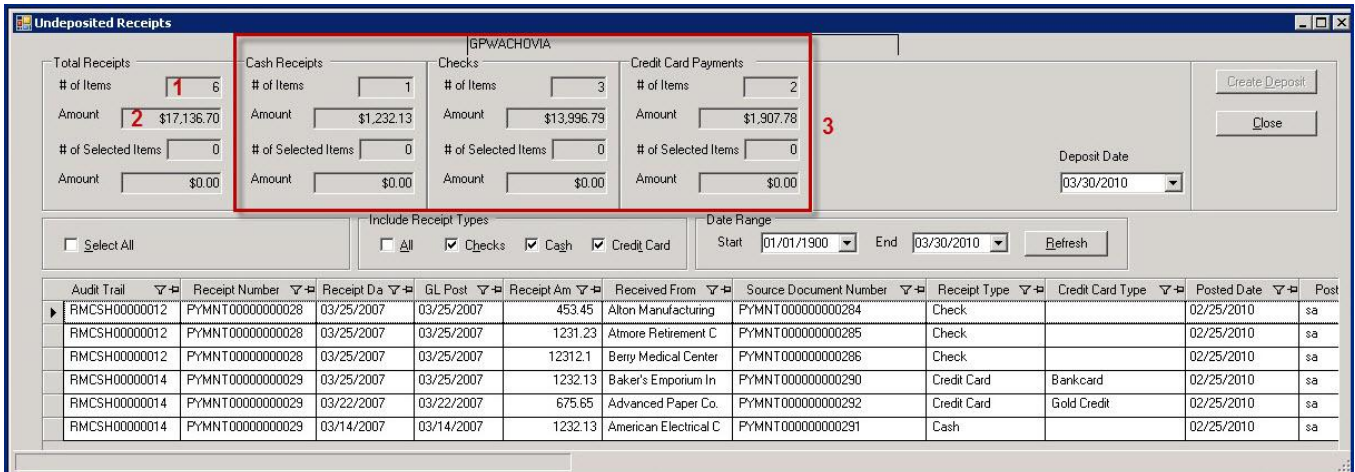 Undeposited Receipts
GPWACHOVIA
Total Receipts Cash Receipts Checks Credit Card Payments
# of Items 1 6 # of Items 1 # of Items 3 # of Items 2 Create Deposit
Amount 2 $17,136.70 Amount $1,232.13 Amount $13,996.79 Amount $1,907.78 3 Close
# of Selected Items 0 # of Selected Items 0 # of Selected Items 0 # of Selected Items 0 Deposit Date
Amount $0.00 Amount $0.00 Amount $0.00 Amount $0.00 03/30/2010
Include Receipt Types Date Range
Select All All Checks Cash Credit Card Start 01/01/1900 End 03/30/2010 Refresh
Audit Trail Receipt Number Receipt Da GL Post Receipt Am Received From Source Document Number Receipt Type Credit Card Type Posted Date Post
RMCSH00000012 PYMNT00000000028 03/25/2007 03/25/2007 453.45 Alton Manufacturing PYMNT000000000284 Check 02/25/2010 sa
RMCSH00000012 PYMNT00000000028 03/25/2007 03/25/2007 1231.23 Atmore Retirement C PYMNT000000000285 Check 02/25/2010 sa
RMCSH00000012 PYMNT00000000028 03/25/2007 03/25/2007 12312.1 Berry Medical Center PYMNT000000000286 Check 02/25/2010 sa
RMCSH00000014 PYMNT00000000029 03/25/2007 03/25/2007 1232.13 Baker's Emporium In PYMNT000000000290 Credit Card Bankcard 02/25/2010 sa
RMCSH00000014 PYMNT00000000029 03/22/2007 03/22/2007 675.65 Advanced Paper Co. PYMNT000000000292 Credit Card Gold Credit 02/25/2010 sa
RMCSH00000014 PYMNT00000000029 03/14/2007 03/14/2007 1232.13 American Electrical C PYMNT000000000291 Cash 02/25/2010 sa